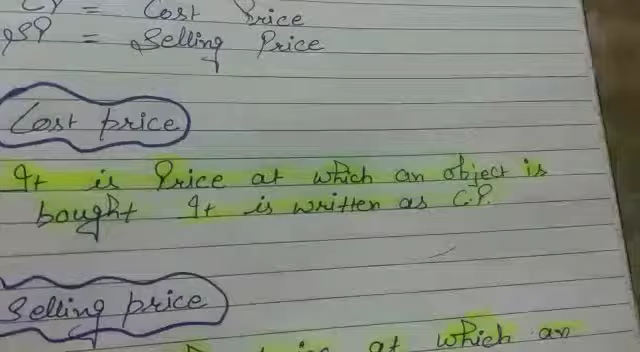 CP = Cost Price
SP = Selling Price
Cost price
It is Price at which an object is
bought It is written as C.P.
Selling price
at which an